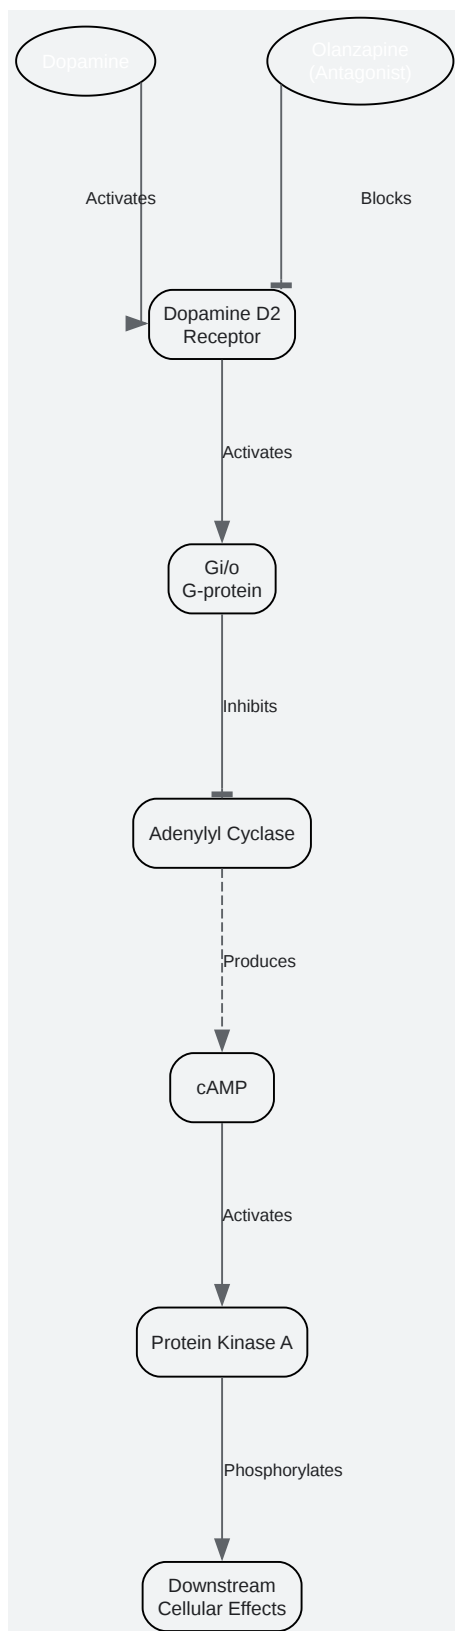 Dopamine
Olanzapine
(Antagonist)
Activates
Blocks
Dopamine D2
Receptor
Activates
Gi/o
G-protein
Inhibits
Adenylyl Cyclase
Produces
cAMP
Activates
Protein Kinase A
Phosphorylates
Downstream
Cellular Effects